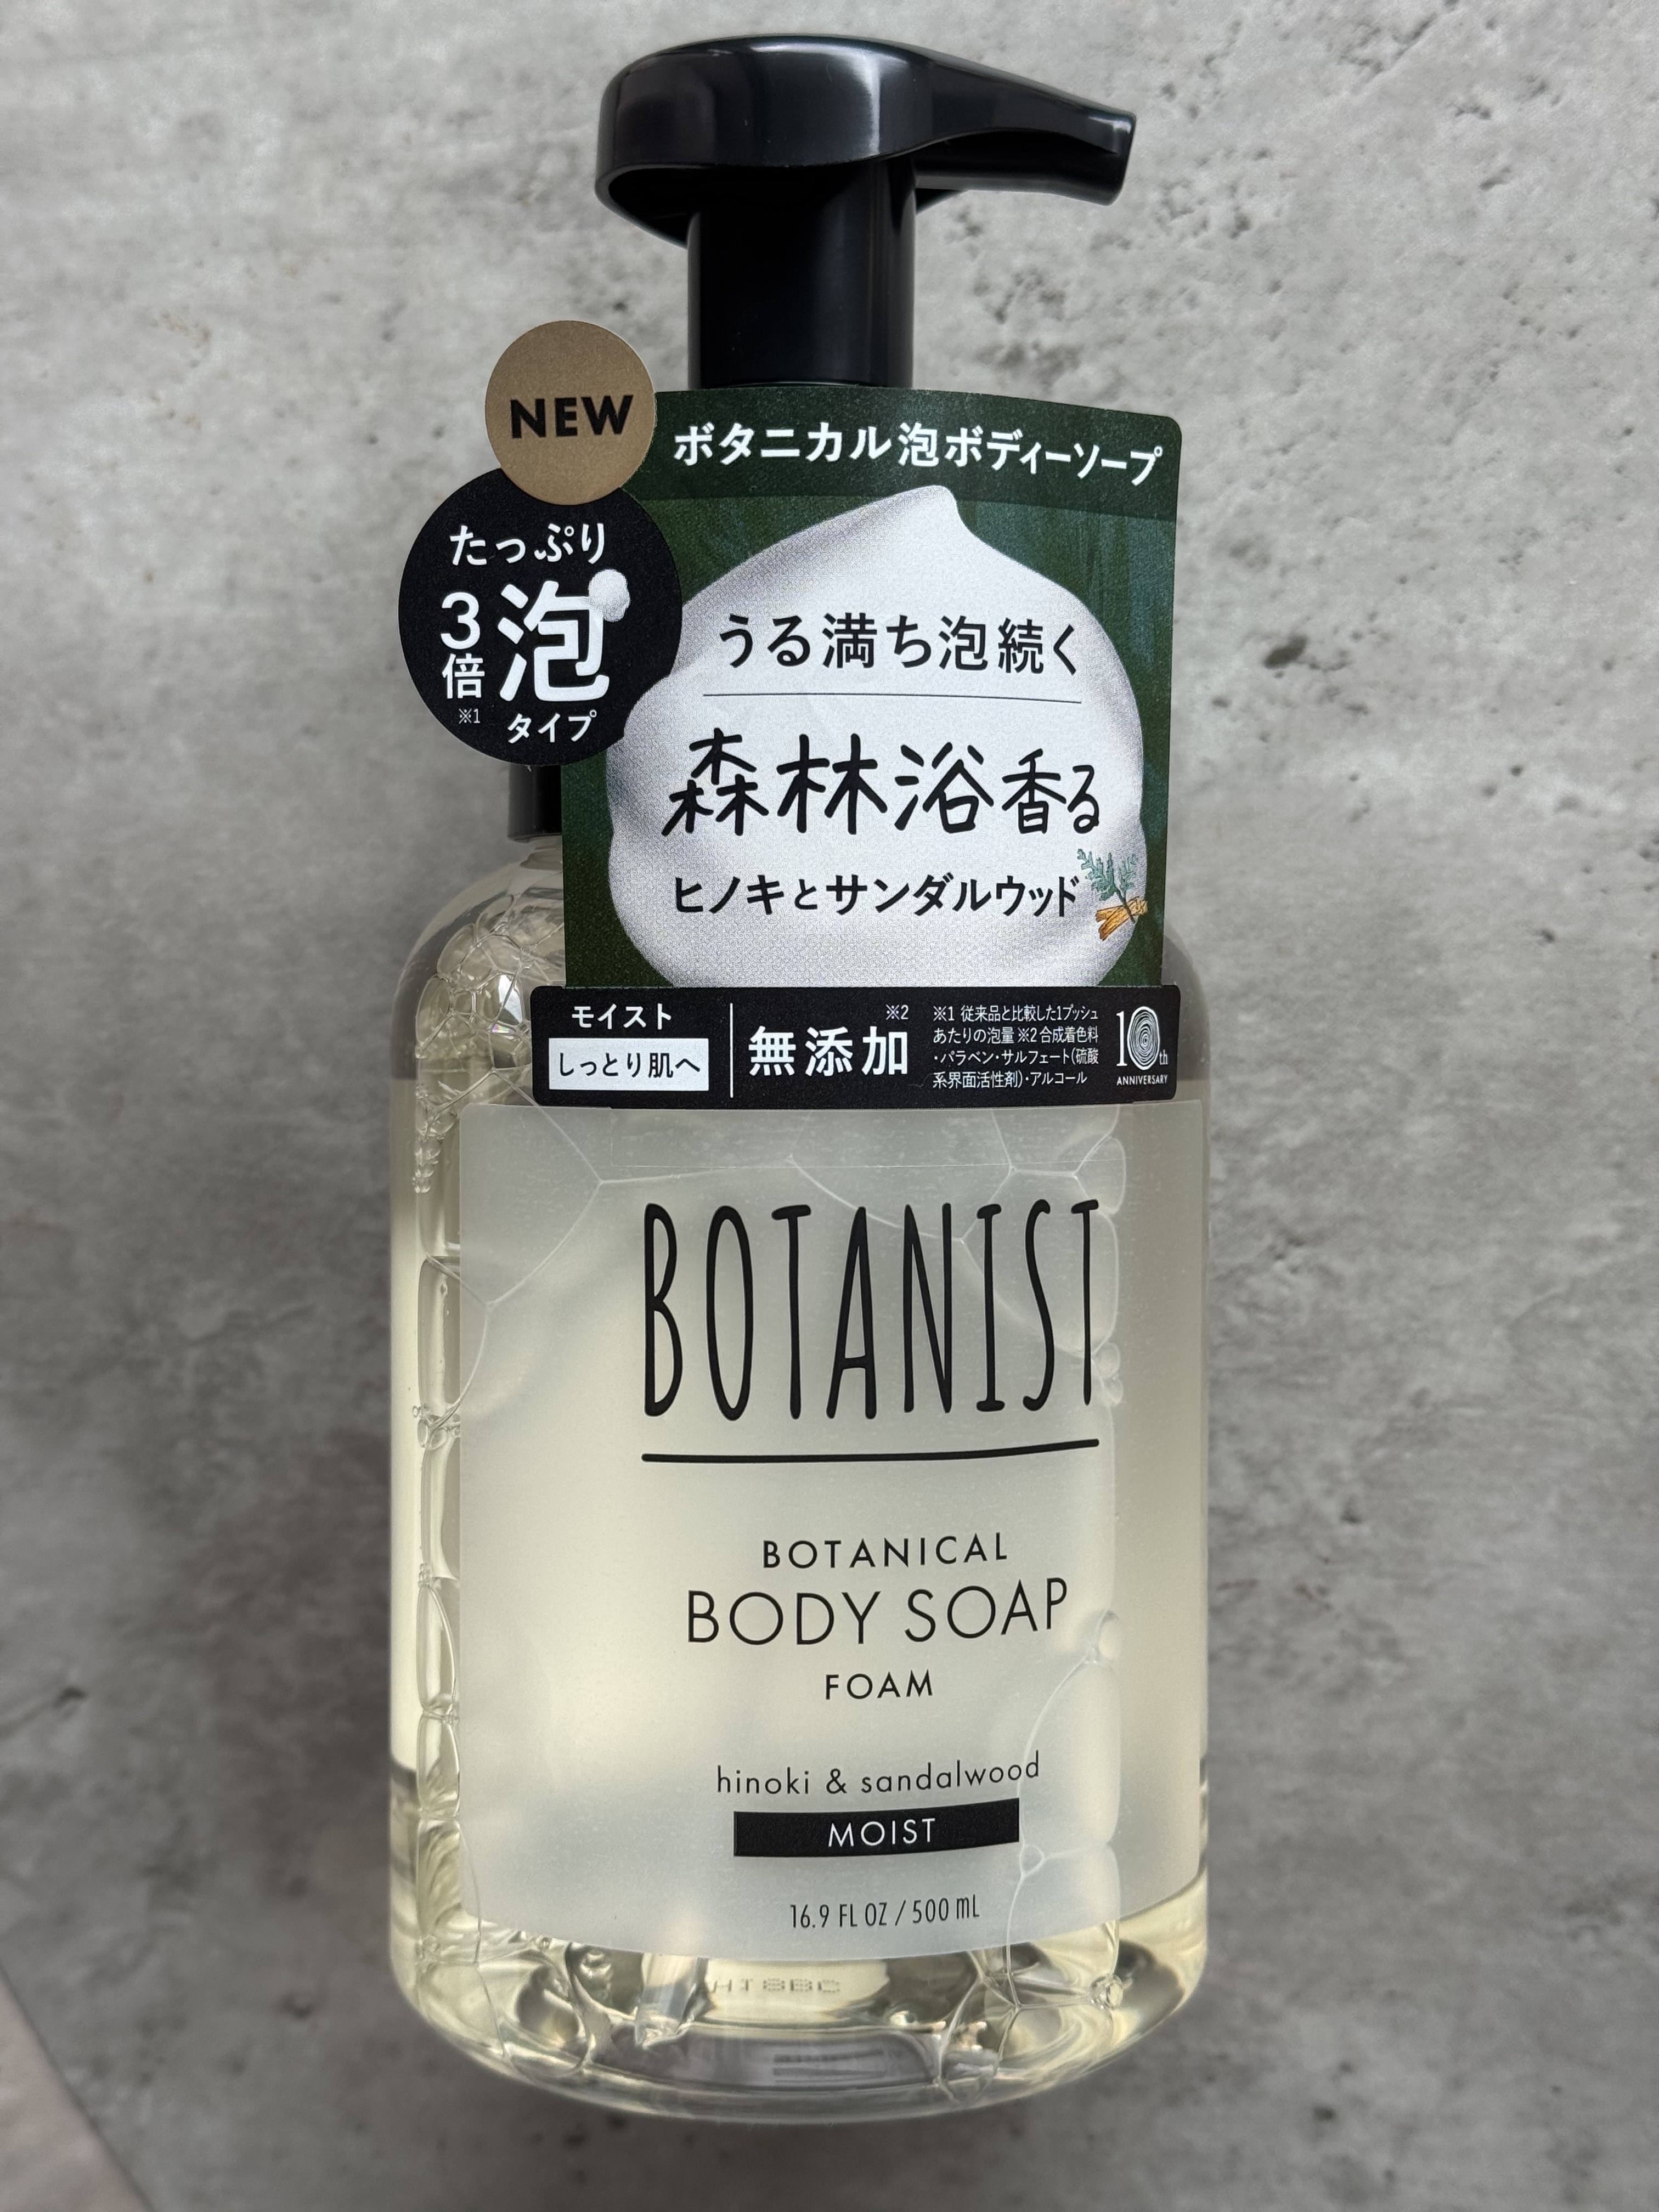 NEW
ボタニカル泡ボディーソープ
たっぷり
3倍
※1
泡
タイプ
うる満ち泡続く
森林浴香る
ヒノキとサンダルウッド
モイスト
しっとり肌へ
無添加※2
※1 従来品と比較した1プッシュ
あたりの泡量 ※2 合成着色料
・パラベン・サルフェート(硫酸
系界面活性剤)・アルコール
10th
ANNIVERSARY
BOTANIST
BOTANICAL
BODY SOAP
FOAM
hinoki & sandalwood
MOIST
16.9 FL OZ / 500 mL